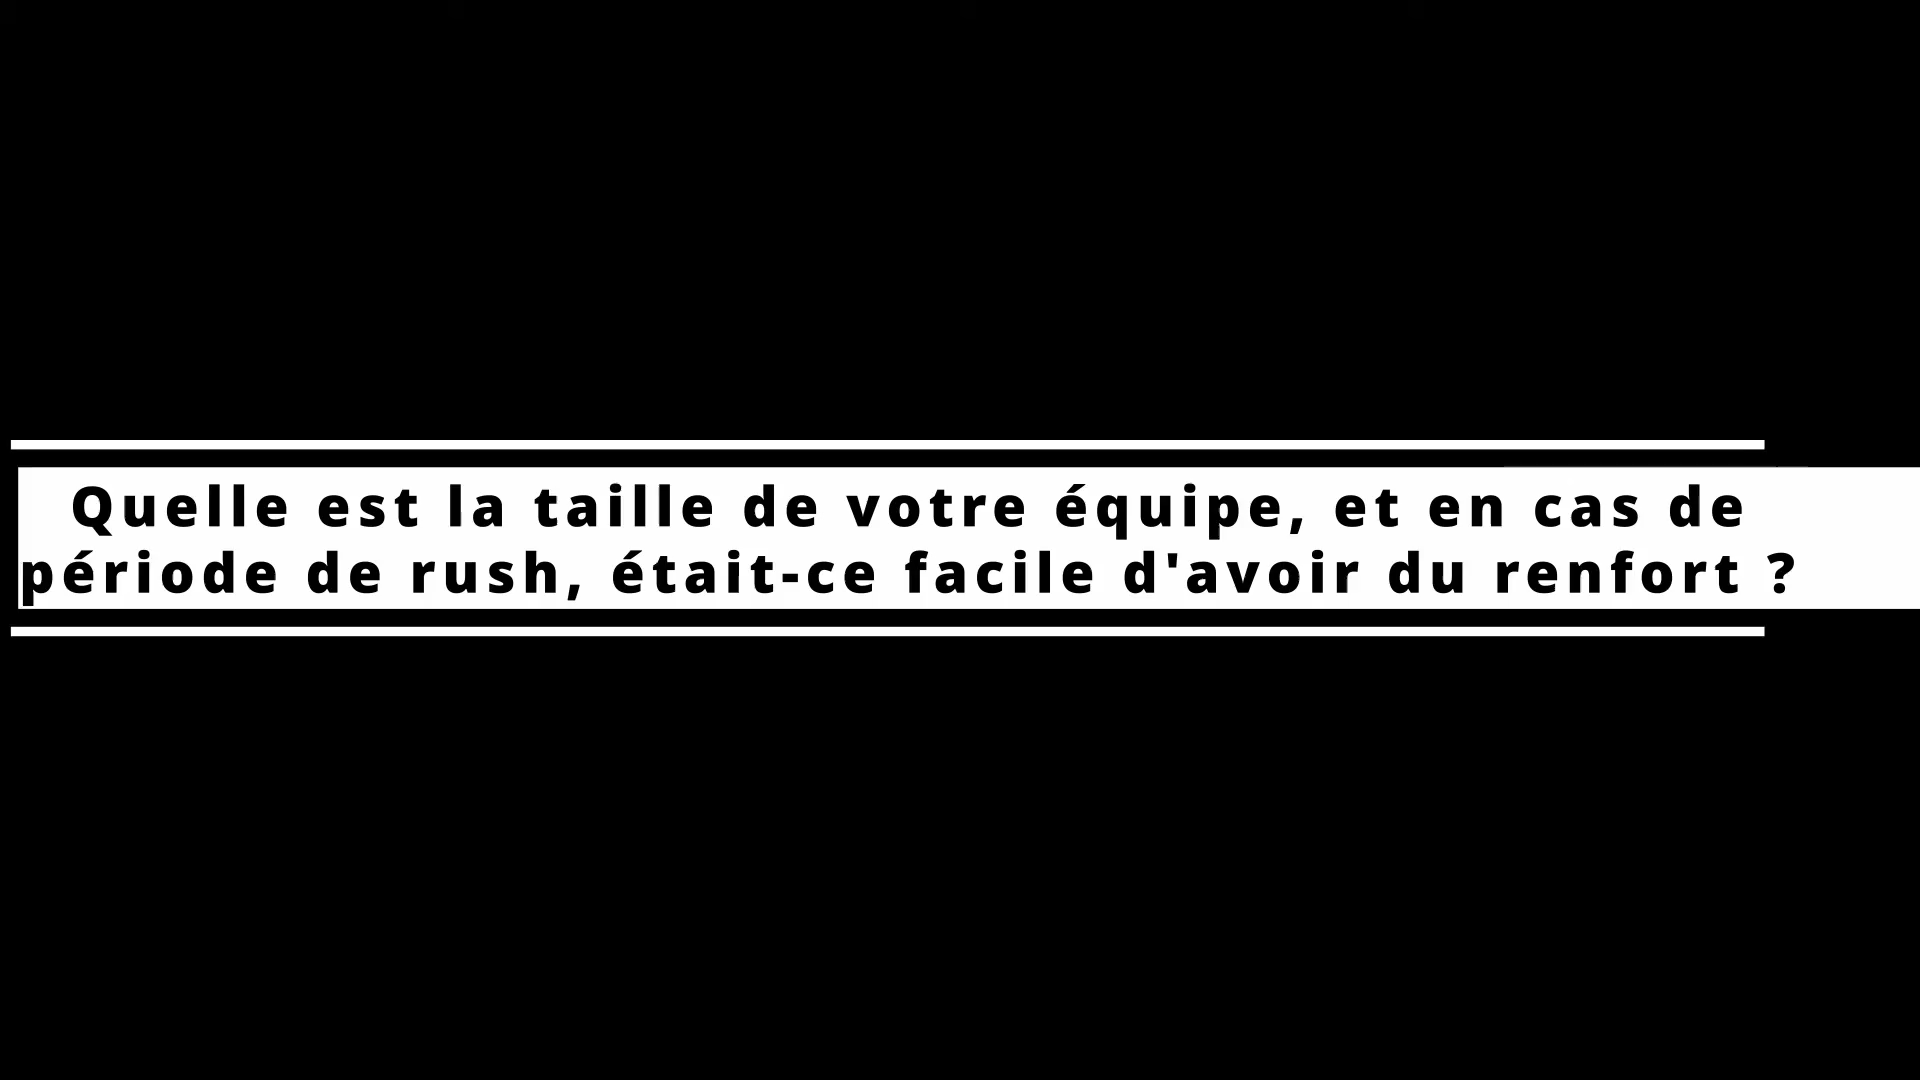 Quelle est la taille de votre équipe, et en cas de
période de rush, était-ce facile d'avoir du renfort ?